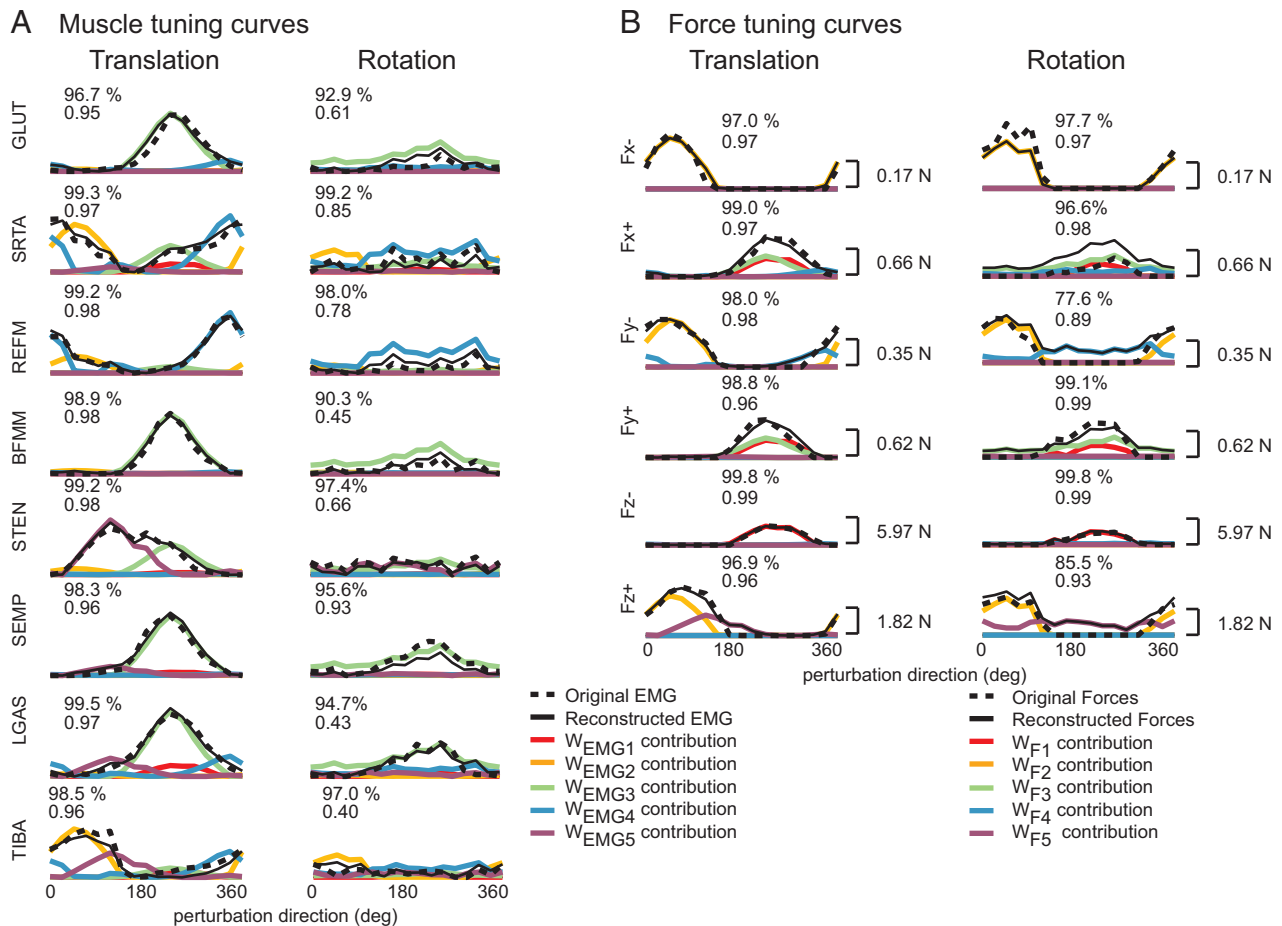 A Muscle tuning curves
Translation
Rotation
GLUT
96.7 %
0.95
92.9 %
0.61
SRTA
99.3 %
0.97
99.2 %
0.85
REFM
99.2 %
0.98
98.0%
0.78
BFMM
98.9 %
0.98
90.3 %
0.45
STEN
99.2 %
0.98
97.4%
0.66
SEMP
98.3 %
0.96
95.6%
0.93
LGAS
99.5 %
0.97
94.7%
0.43
TIBA
98.5 %
0.96
97.0 %
0.40
0 180 360
0 180 360
perturbation direction (deg)
Original EMG
Reconstructed EMG
WEMG1 contribution
WEMG2 contribution
WEMG3 contribution
WEMG4 contribution
WEMG5 contribution
B Force tuning curves
Translation
Rotation
Fx-
97.0 %
0.97
0.17 N
97.7 %
0.97
0.17 N
Fx+
99.0 %
0.97
0.66 N
96.6%
0.98
0.66 N
Fy-
98.0 %
0.98
0.35 N
77.6 %
0.89
0.35 N
Fy+
98.8 %
0.96
0.62 N
99.1%
0.99
0.62 N
Fz-
99.8 %
0.99
5.97 N
99.8 %
0.99
5.97 N
Fz+
96.9 %
0.96
1.82 N
85.5 %
0.93
1.82 N
0 180 360
0 180 360
perturbation direction (deg)
Original Forces
Reconstructed Forces
WF1 contribution
WF2 contribution
WF3 contribution
WF4 contribution
WF5 contribution